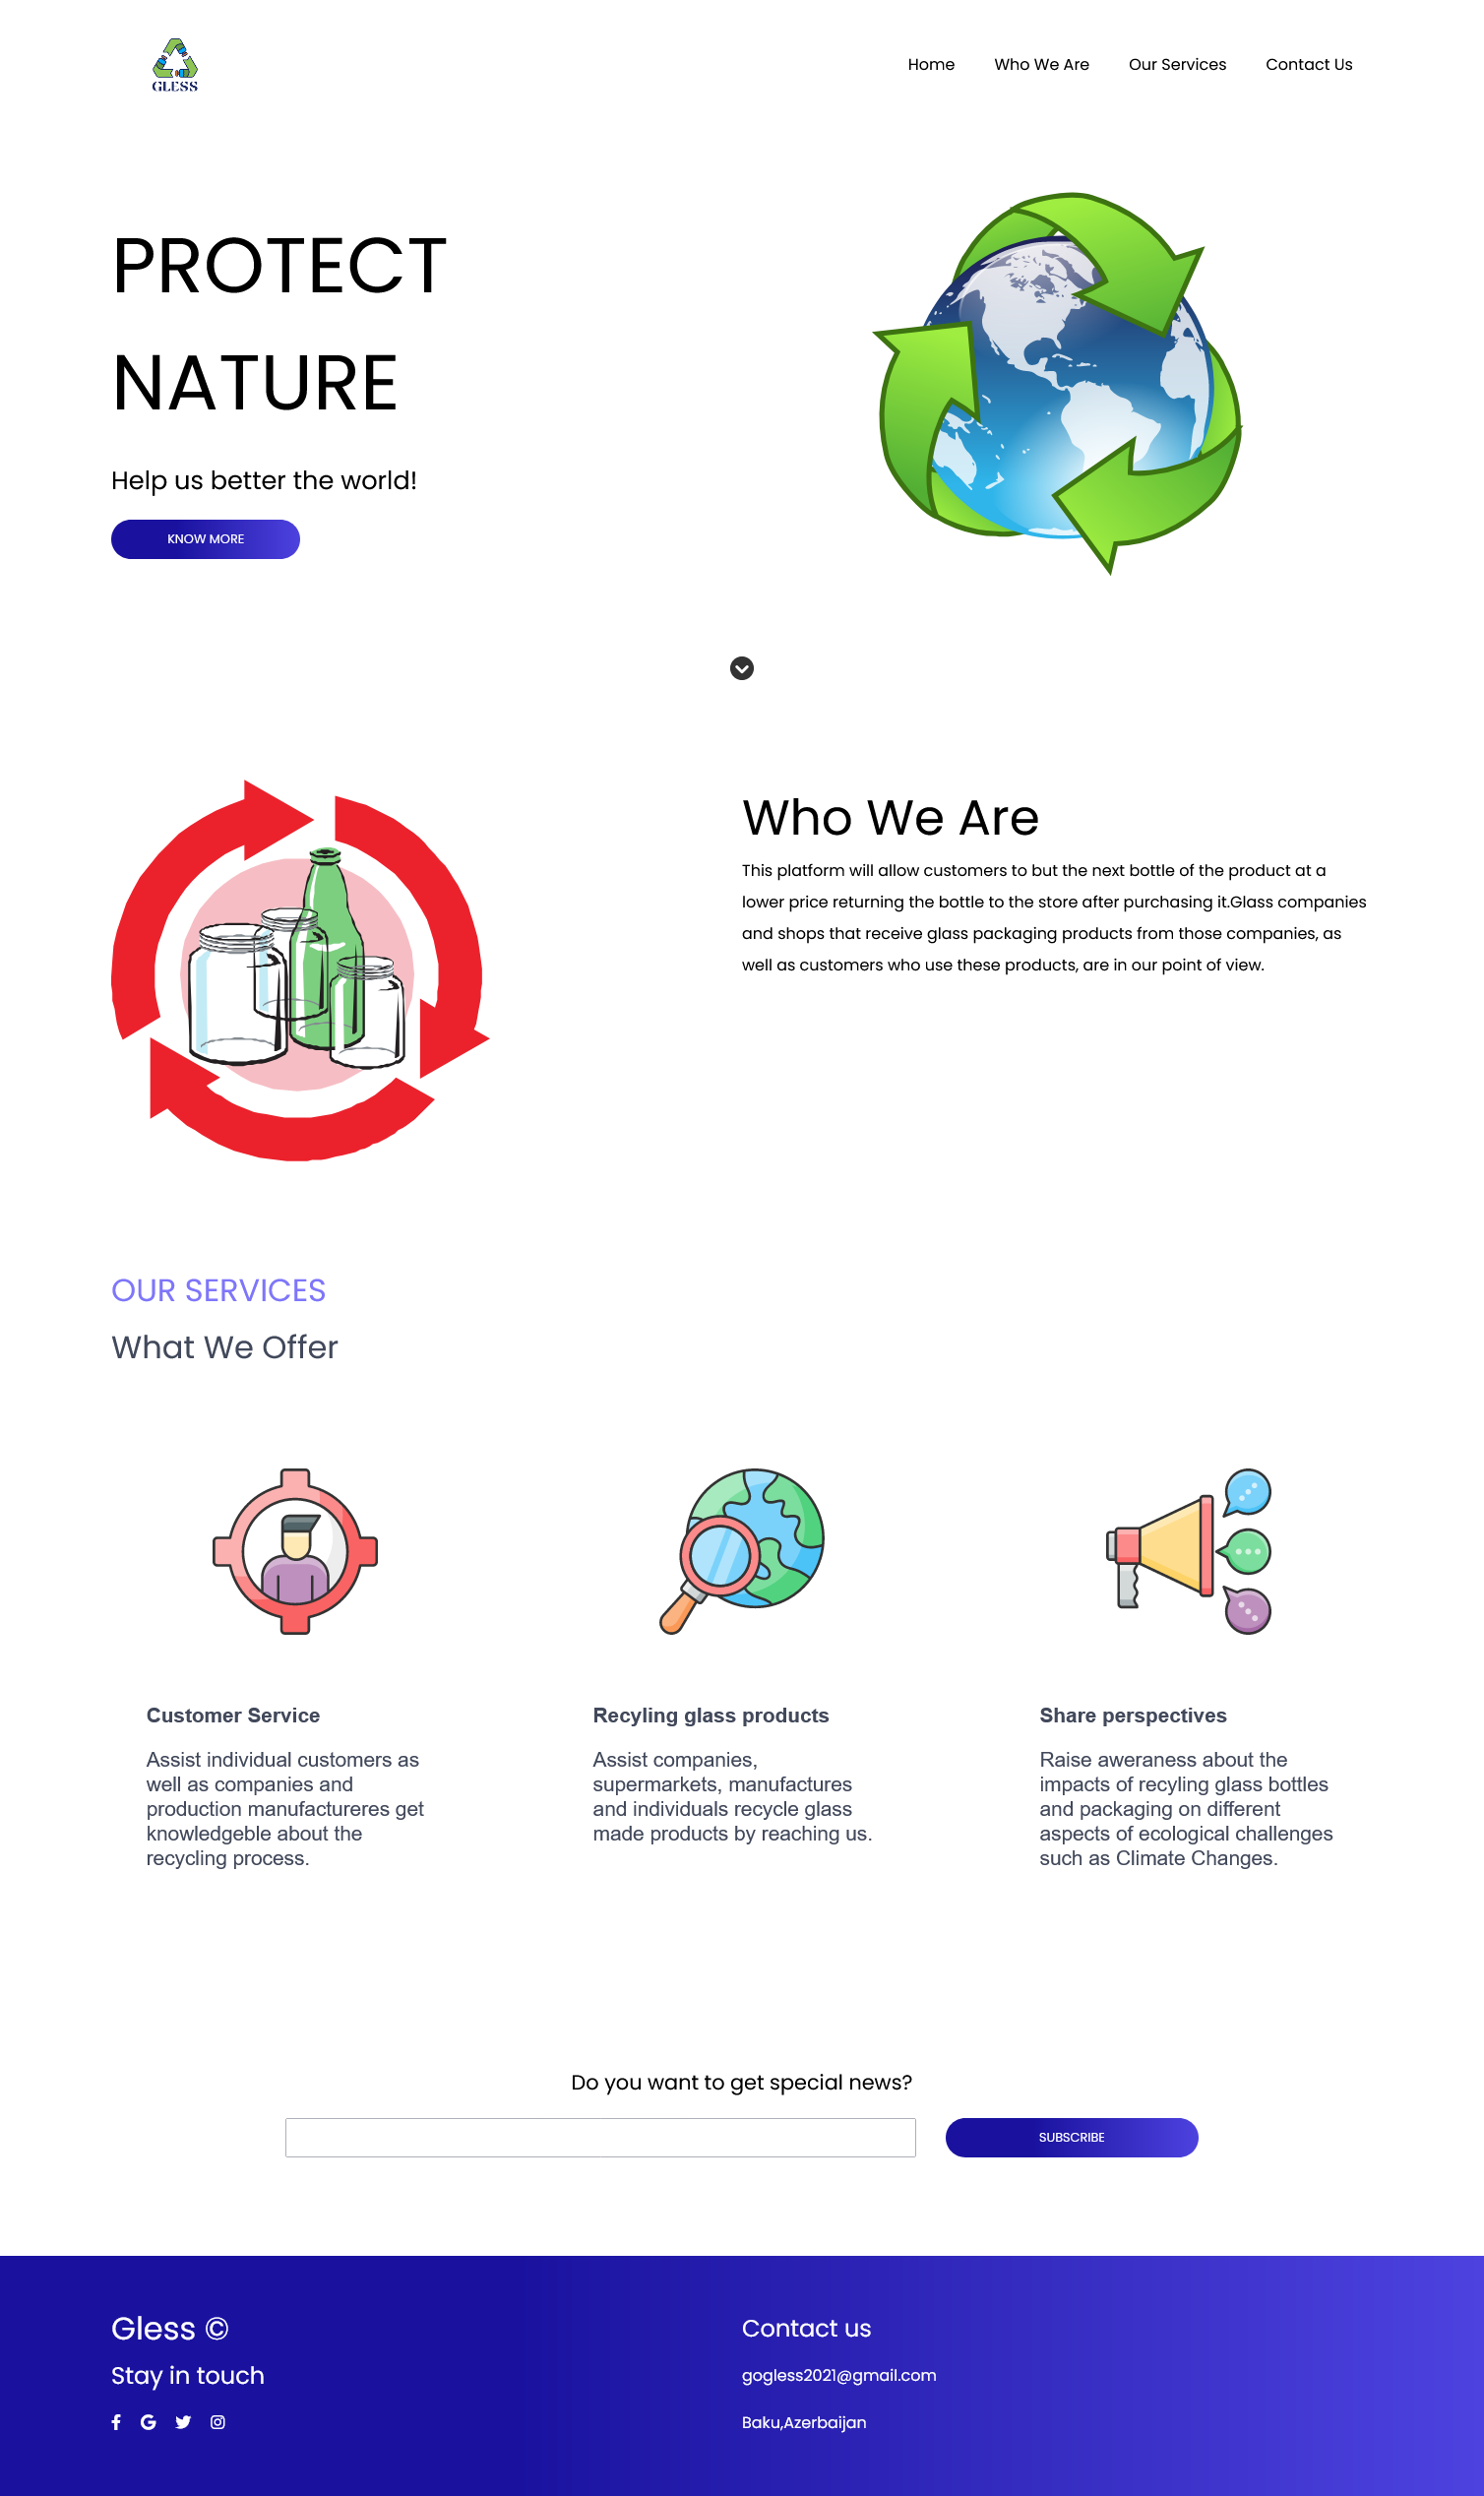 GLESS
Home
Who We Are
Our Services
Contact Us
PROTECT
NATURE
Help us better the world!
KNOW MORE
Who We Are
This platform will allow customers to but the next bottle of the product at a
lower price returning the bottle to the store after purchasing it.Glass companies
and shops that receive glass packaging products from those companies, as
well as customers who use these products, are in our point of view.
OUR SERVICES
What We Offer
Customer Service
Assist individual customers as
well as companies and
production manufactureres get
knowledgeble about the
recycling process.
Recyling glass products
Assist companies,
supermarkets, manufactures
and individuals recycle glass
made products by reaching us.
Share perspectives
Raise aweraness about the
impacts of recyling glass bottles
and packaging on different
aspects of ecological challenges
such as Climate Changes.
Do you want to get special news?
SUBSCRIBE
Gless ©
Stay in touch
Contact us
gogless2021@gmail.com
Baku,Azerbaijan